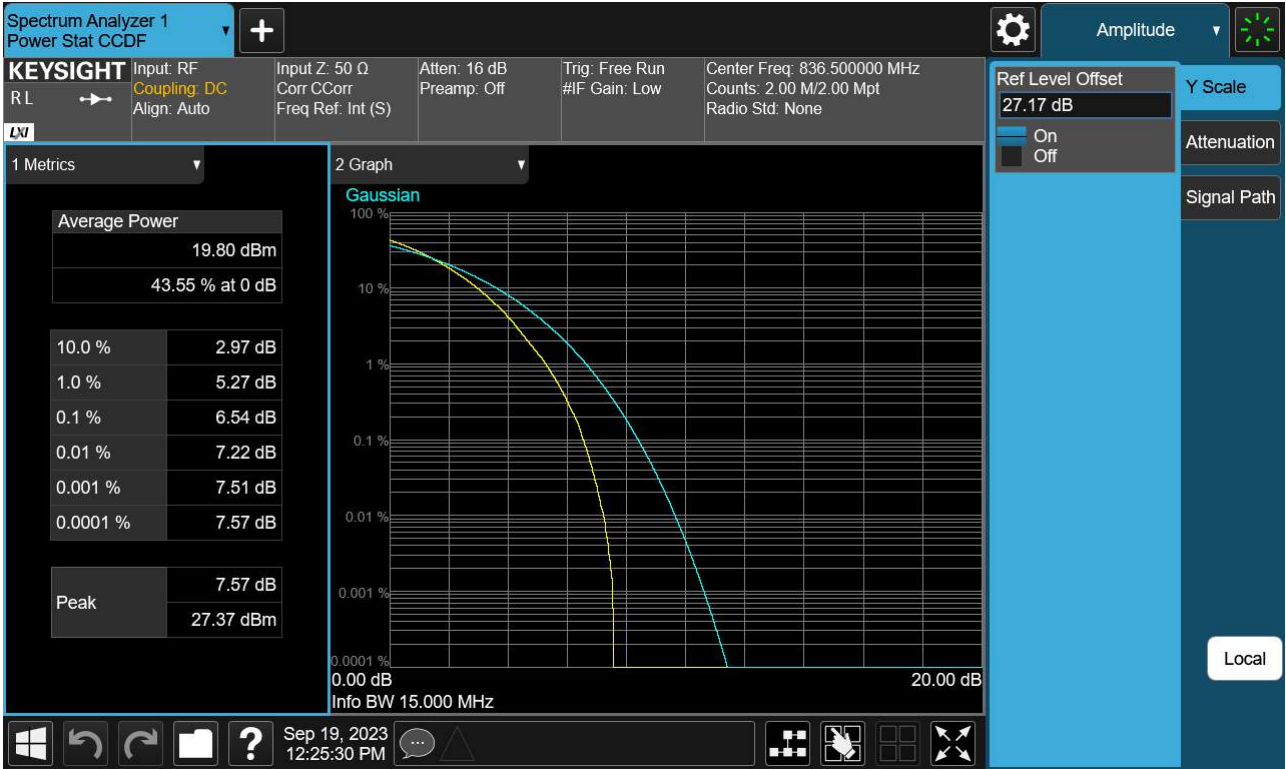 Spectrum Analyzer 1
Power Stat CCDF
+
Amplitude
KEYSIGHT
RL
LXI
Input: RF
Coupling: DC
Align: Auto
Input Z: 50 Ω
Corr CCorr
Freq Ref: Int (S)
Atten: 16 dB
Preamp: Off
Trig: Free Run
#IF Gain: Low
Center Freq: 836.500000 MHz
Counts: 2.00 M/2.00 Mpt
Radio Std: None
Ref Level Offset
27.17 dB
On
Off
Y Scale
Attenuation
Signal Path
1 Metrics
Average Power
19.80 dBm
43.55 % at 0 dB
10.0 % 2.97 dB
1.0 % 5.27 dB
0.1 % 6.54 dB
0.01 % 7.22 dB
0.001 % 7.51 dB
0.0001 % 7.57 dB
Peak
7.57 dB
27.37 dBm
2 Graph
Gaussian
100 %
10 %
1 %
0.1 %
0.01 %
0.001 %
0.0001 %
0.00 dB 20.00 dB
Info BW 15.000 MHz
Local
?
Sep 19, 2023
12:25:30 PM